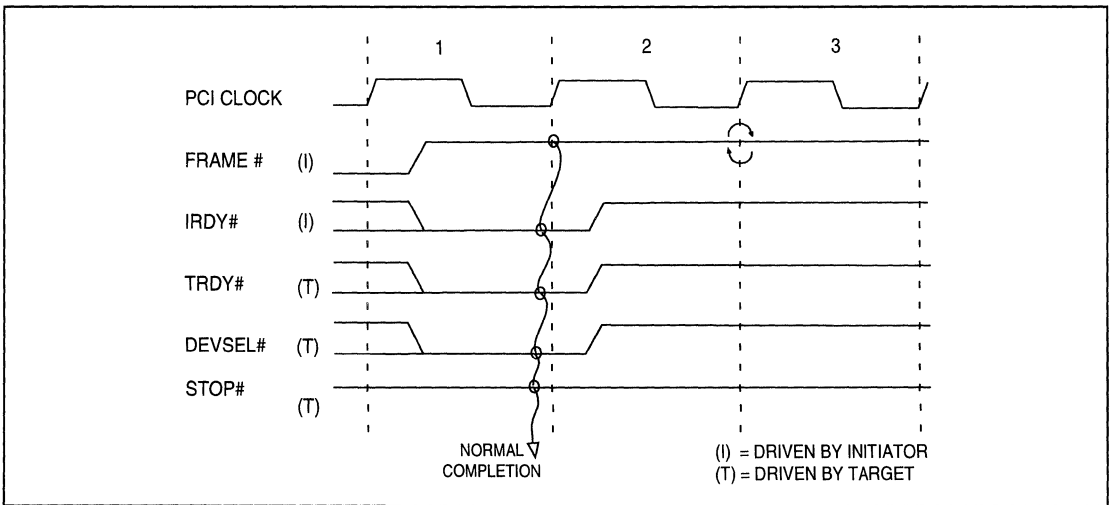 1 2 3
PCI CLOCK
FRAME # (I)
IRDY# (I)
TRDY# (T)
DEVSEL# (T)
STOP#
(T)
NORMAL
COMPLETION
(I) = DRIVEN BY INITIATOR
(T) = DRIVEN BY TARGET